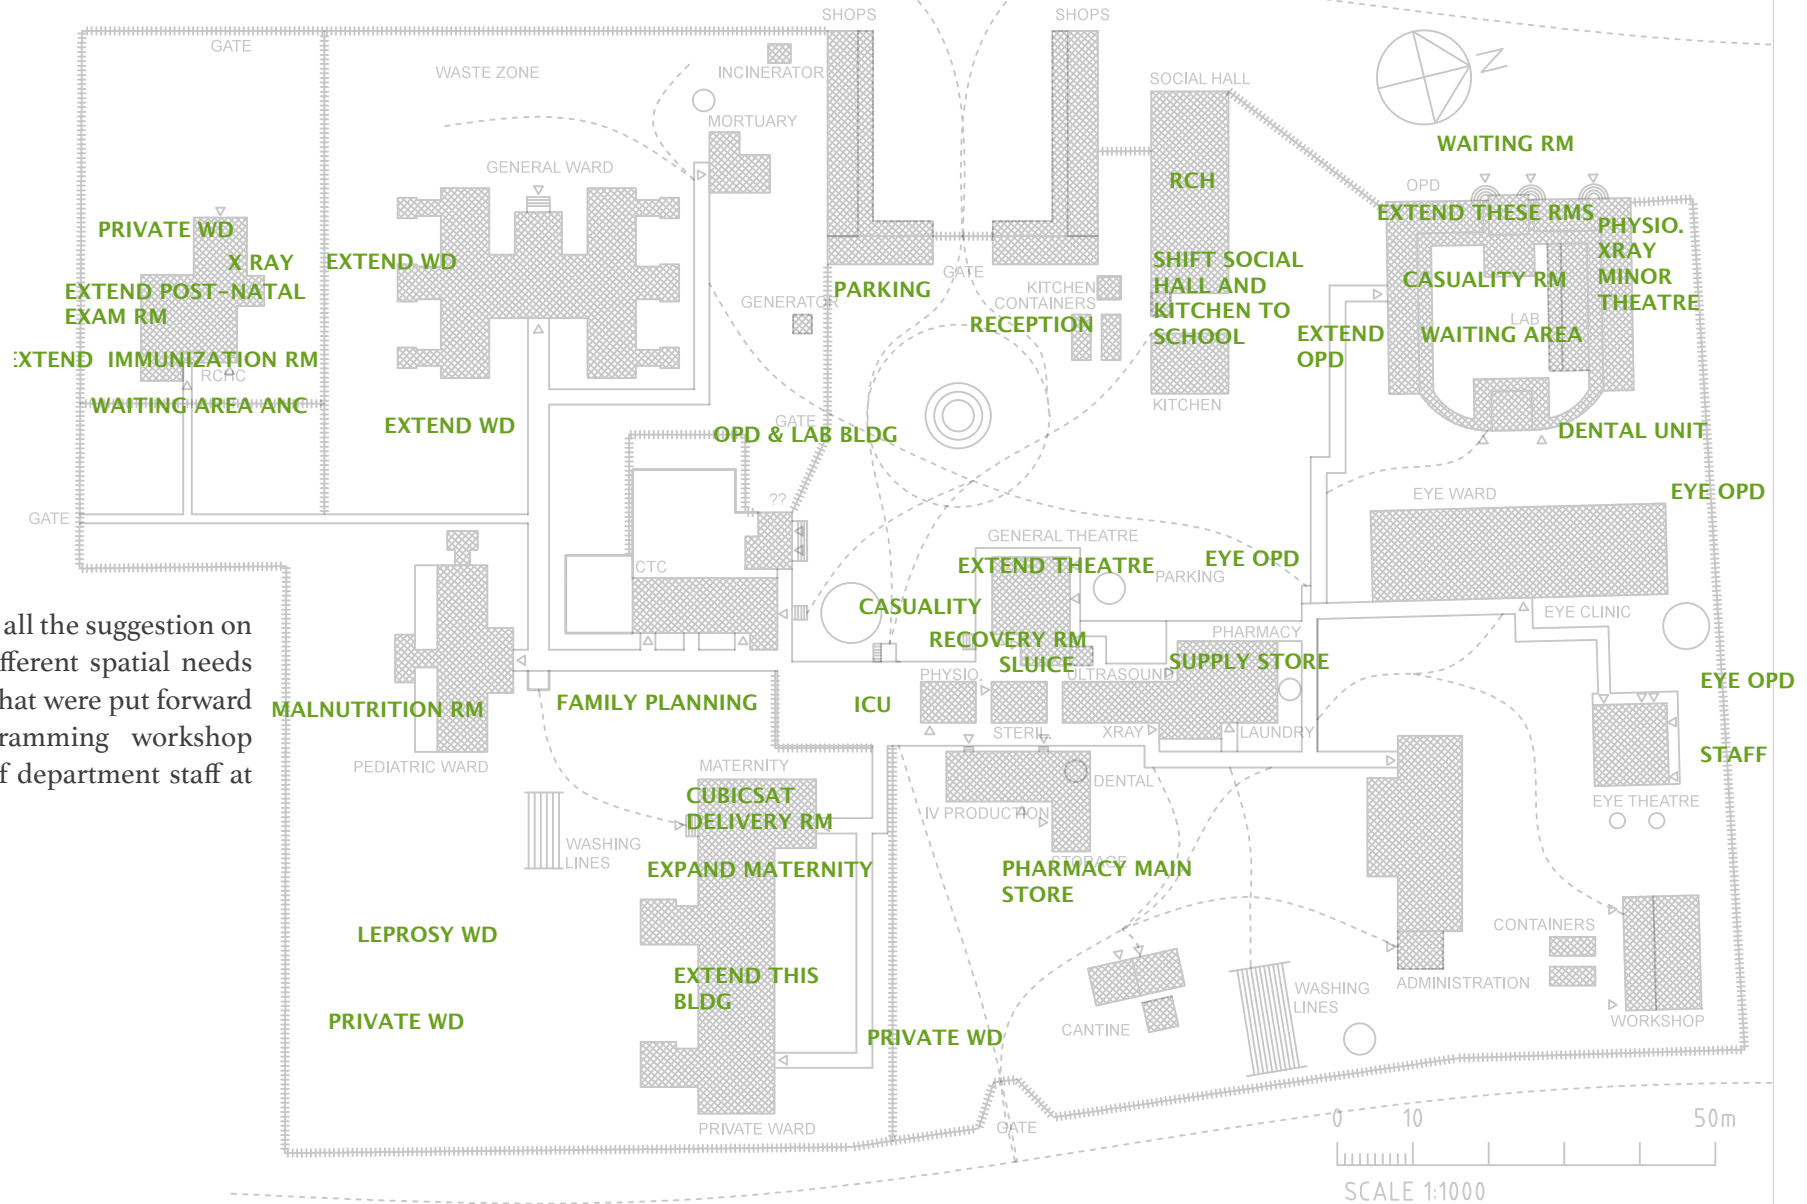 SHOPS
SHOPS
GATE
WASTE ZONE
INCINERATOR
SOCIAL HALL
N
MORTUARY
WAITING RM
GENERAL WARD
RCH
OPD
EXTEND THESE RMS
PHYSIO.
XRAY
MINOR
THEATRE
PRIVATE WD
X RAY
EXTEND WD
EXTEND POST-NATAL
EXAM RM
GATE
SHIFT SOCIAL
HALL AND
KITCHEN TO
SCHOOL
CASUALITY RM
PARKING
KITCHEN
CONTAINERS
GENERATOR
RECEPTION
LAB
WAITING AREA
EXTEND
OPD
EXTEND IMMUNIZATION RM
RCHC
WAITING AREA ANC
KITCHEN
EXTEND WD
GATE
OPD & LAB BLDG
DENTAL UNIT
??
EYE WARD
EYE OPD
GATE
GENERAL THEATRE
EXTEND THEATRE
EYE OPD
CTC
PARKING
CASUALITY
EYE CLINIC
all the suggestion on
fferent spatial needs
hat were put forward
ramming workshop
f department staff at
RECOVERY RM
SLUICE
PHARMACY
SUPPLY STORE
PHYSIO.
ULTRASOUND
EYE OPD
MALNUTRITION RM
FAMILY PLANNING
ICU
STERIL.
XRAY
LAUNDRY
STAFF
PEDIATRIC WARD
MATERNITY
DENTAL
CUBICSAT
DELIVERY RM
IV PRODUCTION
EYE THEATRE
WASHING
LINES
EXPAND MATERNITY
STORAGE
PHARMACY MAIN
STORE
LEPROSY WD
CONTAINERS
EXTEND THIS
BLDG
ADMINISTRATION
WASHING
LINES
PRIVATE WD
PRIVATE WD
CANTINE
WORKSHOP
PRIVATE WARD
GATE
0 10 50m
SCALE 1:1000